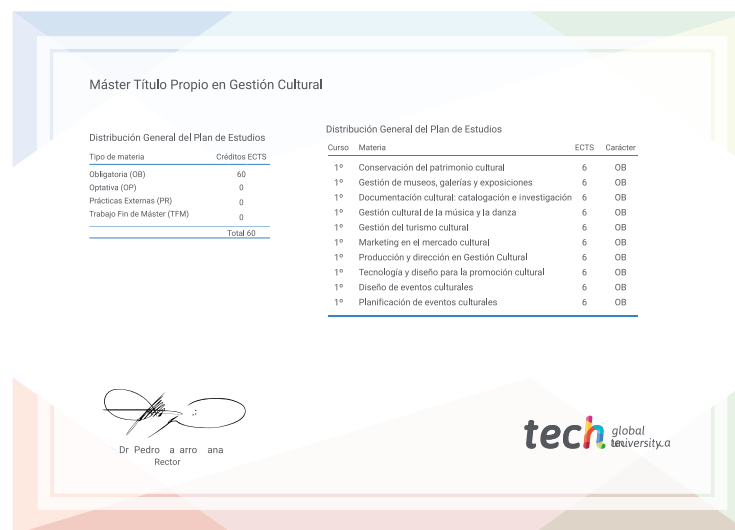 Máster Título Propio en Gestión Cultural
Distribución General del Plan de Estudios
Tipo de materia Créditos ECTS
Obligatoria (OB) 60
Optativa (OP) 0
Prácticas Externas (PR) 0
Trabajo Fin de Máster (TFM) 0
Total 60
Distribución General del Plan de Estudios
Curso Materia ECTS Carácter
1º Conservación del patrimonio cultural 6 OB
1º Gestión de museos, galerías y exposiciones 6 OB
1º Documentación cultural: catalogación e investigación 6 OB
1º Gestión cultural de la música y la danza 6 OB
1º Gestión del turismo cultural 6 OB
1º Marketing en el mercado cultural 6 OB
1º Producción y dirección en Gestión Cultural 6 OB
1º Tecnología y diseño para la promoción cultural 6 OB
1º Diseño de eventos culturales 6 OB
1º Planificación de eventos culturales 6 OB
Dr Pedro a arro ana
Rector
tech global
university